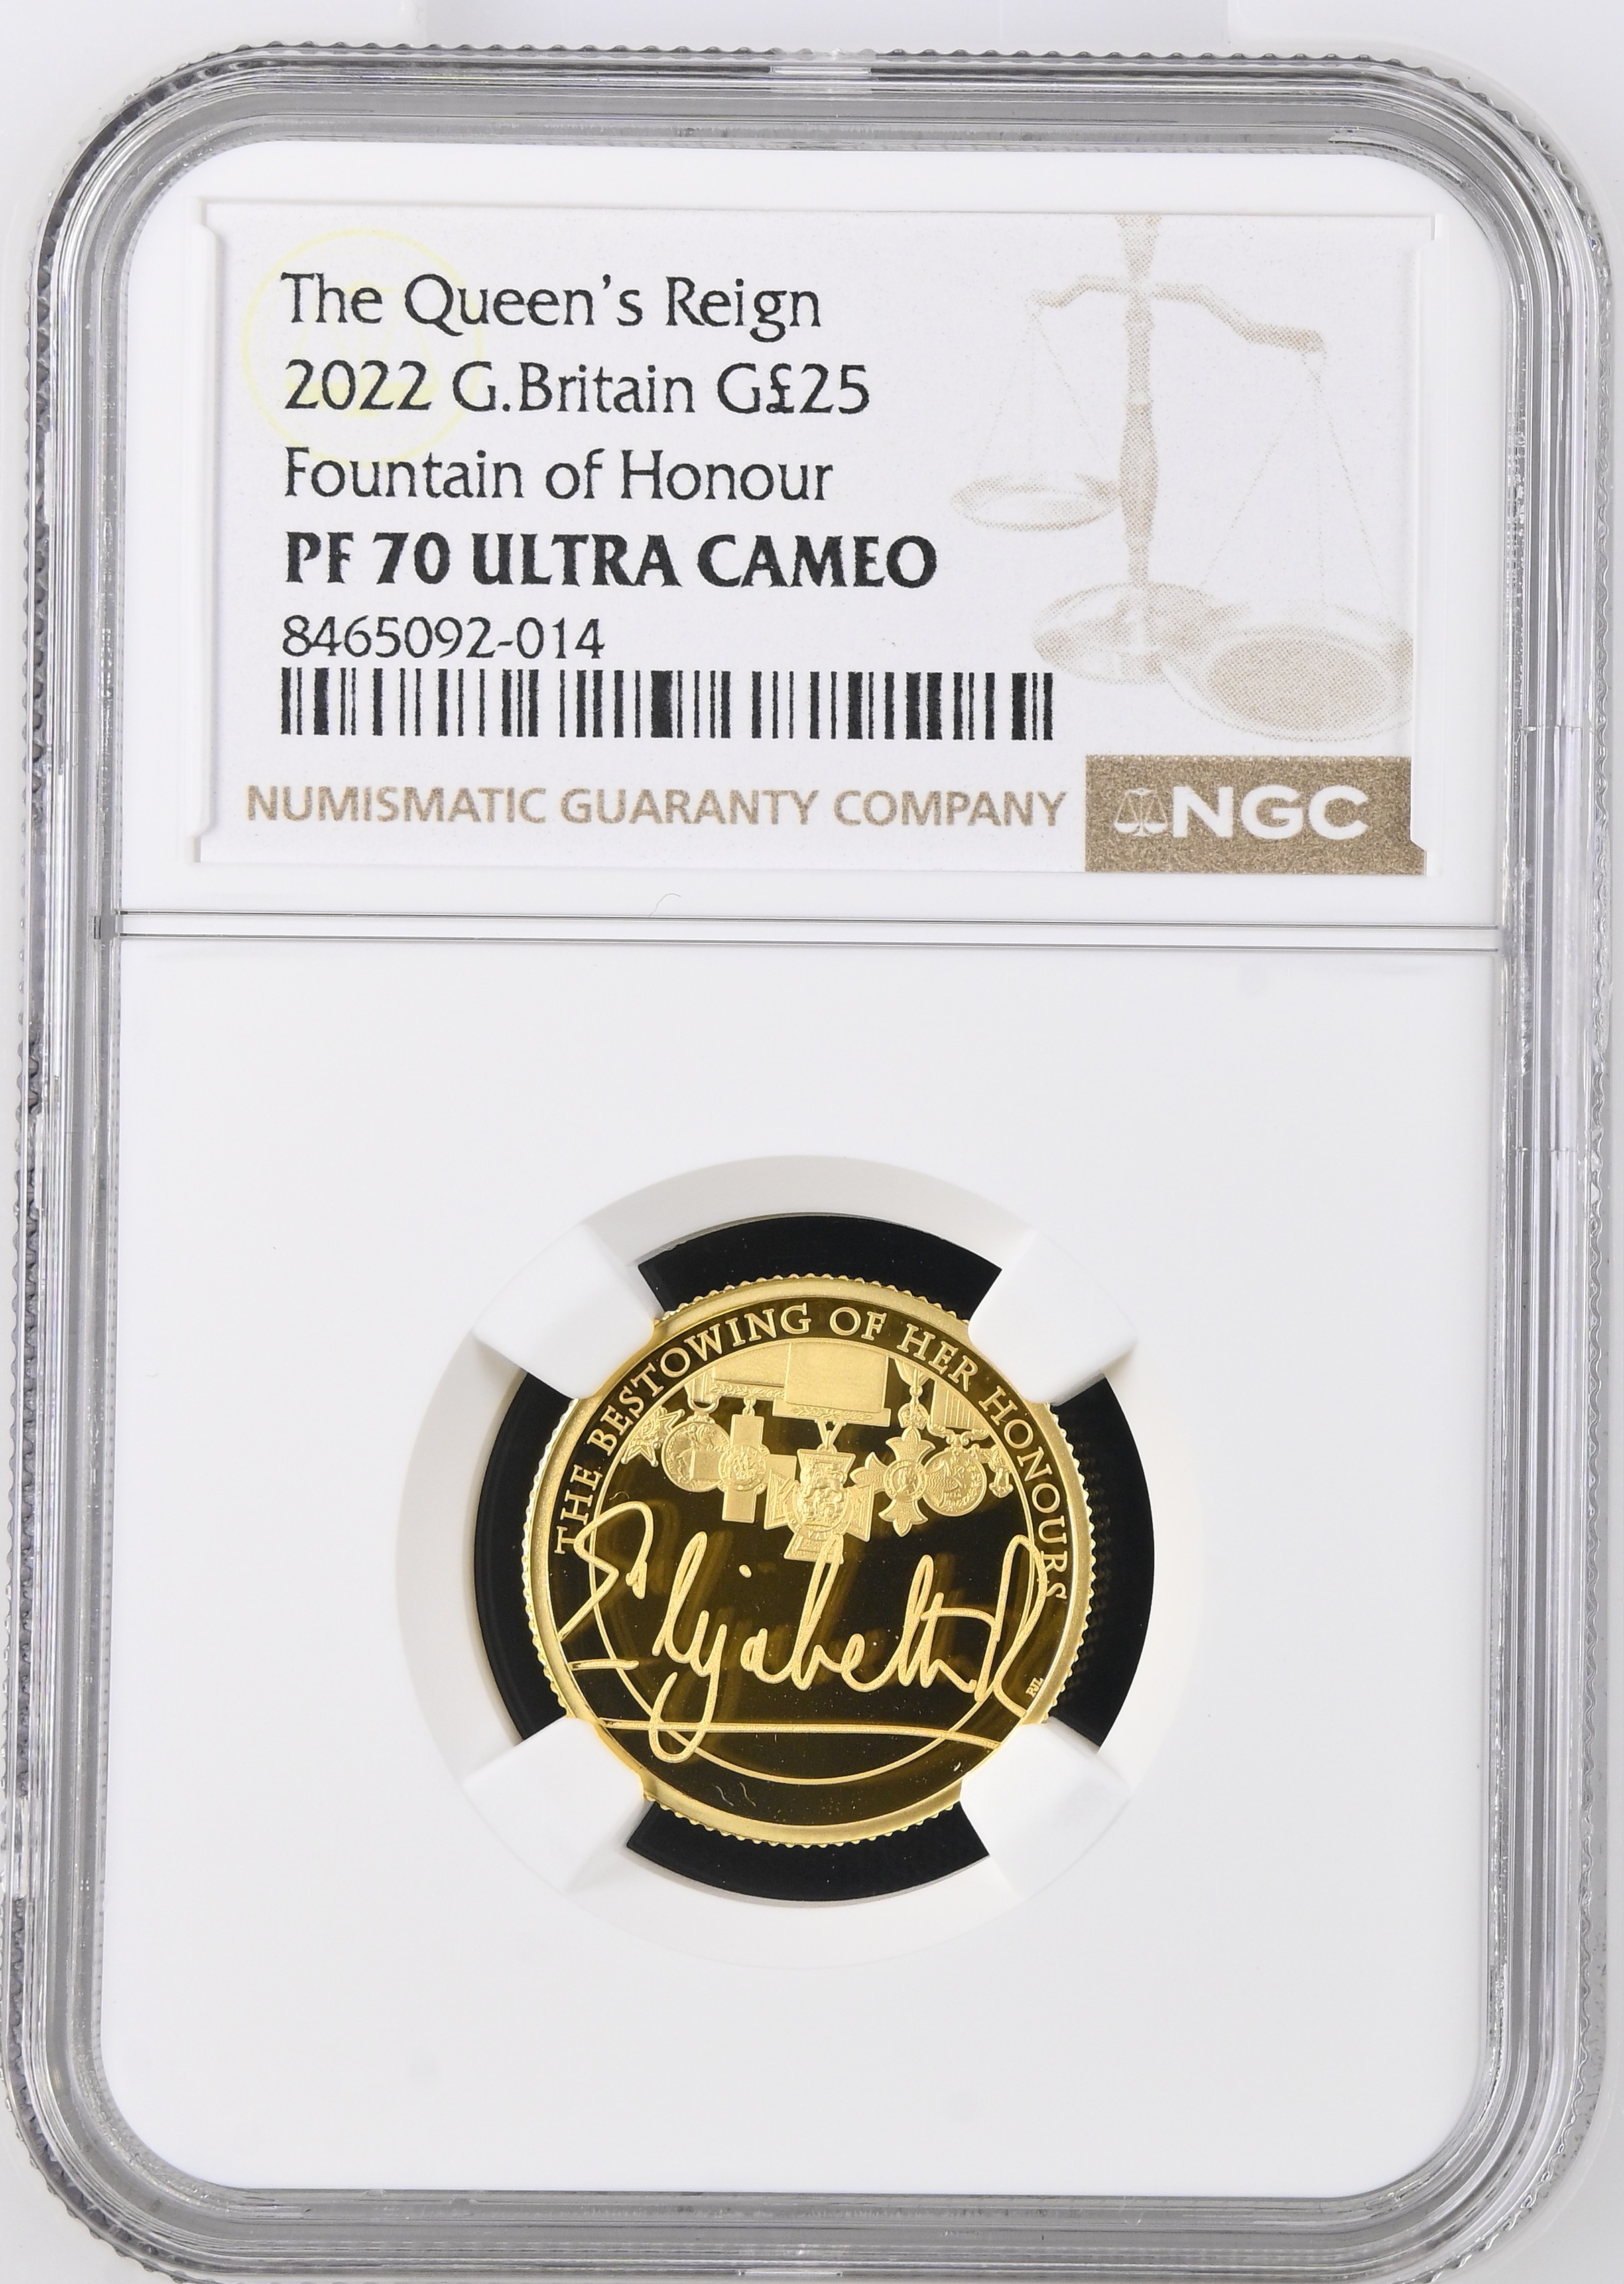 The Queen's Reign
2022 G.Britain G£25
Fountain of Honour
PF 70 ULTRA CAMEO
8465092-014
NUMISMATIC GUARANTY COMPANY
NGC
THE BESTOWING OF HER HONOURS
Elizabeth R